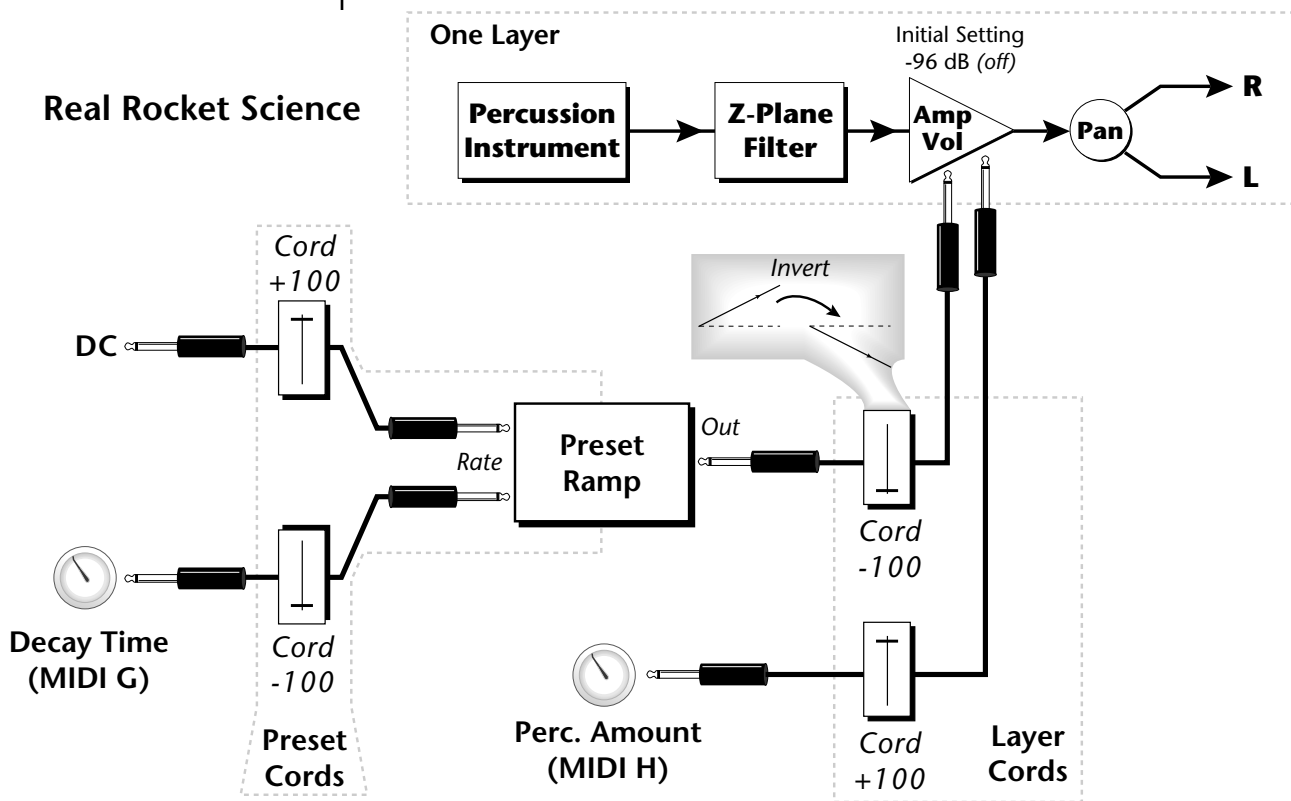 One Layer
Initial Setting
-96 dB (off)
Real Rocket Science
Percussion
Instrument
Z-Plane
Filter
Amp
Vol
Pan
R
L
Cord
+100
Invert
DC
Rate
Preset
Ramp
Out
Cord
-100
Decay Time
(MIDI G)
Cord
-100
Perc. Amount
(MIDI H)
Preset
Cords
Cord
+100
Layer
Cords